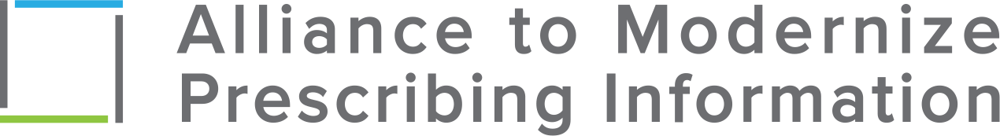 Alliance to Modernize
Prescribing Information